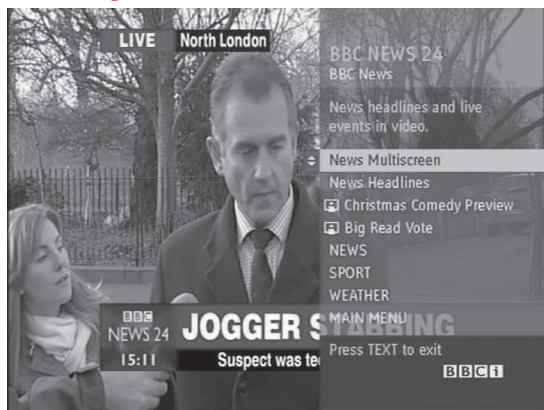 LIVE North London
BBC NEWS 24
BBC News
News headlines and live
events in video.
News Multiscreen
News Headlines
Christmas Comedy Preview
Big Read Vote
NEWS
SPORT
WEATHER
MAIN MENU
Press TEXT to exit
BBCi
BBC
NEWS 24
15:11
JOGGER STABBING
Suspect was